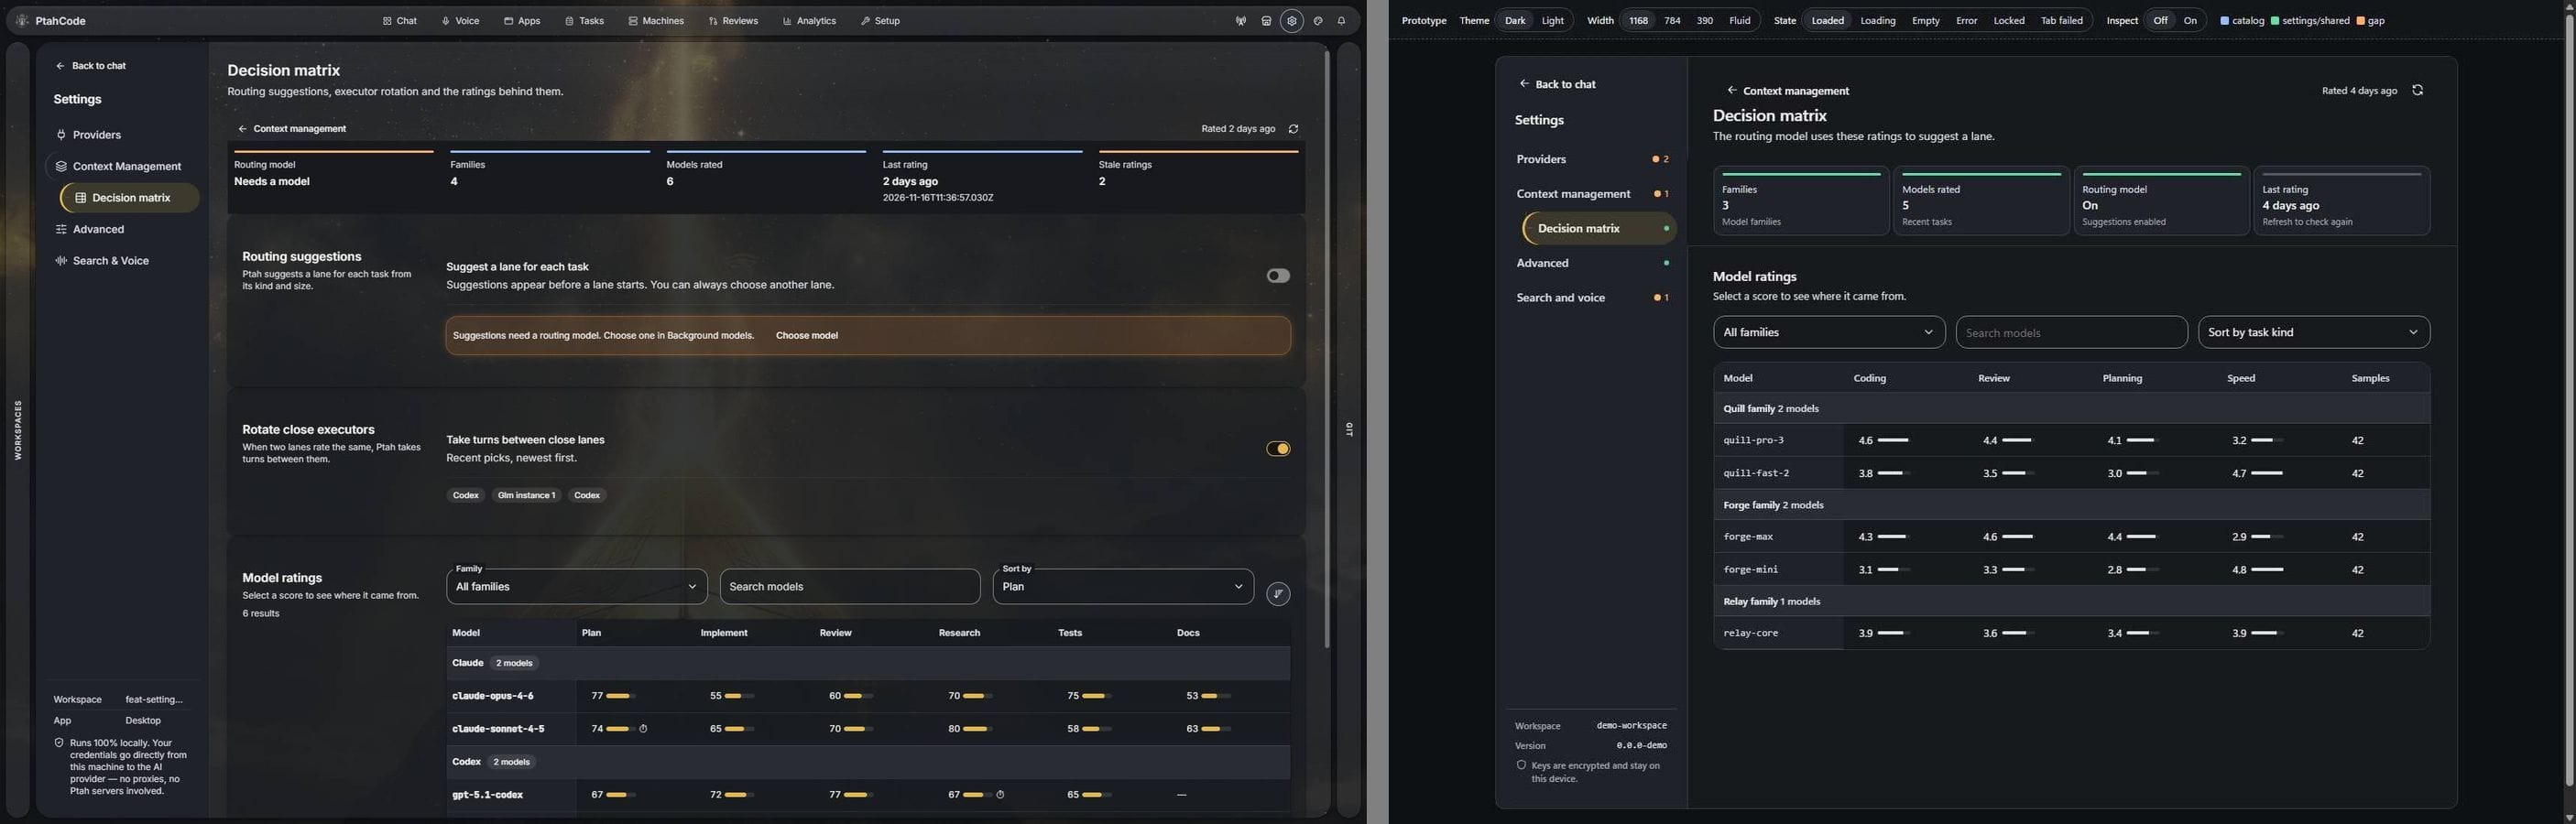 PtahCode
Chat
Voice
Apps
Tasks
Machines
Reviews
Analytics
Setup
WORKSPACES
Back to chat
Settings
Providers
Context Management
Decision matrix
Advanced
Search & Voice
Workspace feat-setting...
App Desktop
Runs 100% locally. Your
credentials go directly from
this machine to the AI
provider — no proxies, no
Ptah servers involved.
Decision matrix
Routing suggestions, executor rotation and the ratings behind them.
Context management
Rated 2 days ago
Routing model
Needs a model
Families
4
Models rated
6
Last rating
2 days ago
2026-11-16T11:36:57.030Z
Stale ratings
2
Routing suggestions
Ptah suggests a lane for each task from
its kind and size.
Suggest a lane for each task
Suggestions appear before a lane starts. You can always choose another lane.
Suggestions need a routing model. Choose one in Background models. Choose model
Rotate close executors
When two lanes rate the same, Ptah takes
turns between them.
Take turns between close lanes
Recent picks, newest first.
Codex Glm instance 1 Codex
Model ratings
Select a score to see where it came from.
6 results
Family
All families
Search models
Sort by
Plan
Model Plan Implement Review Research Tests Docs
Claude 2 models
claude-opus-4-6 77 55 60 70 75 53
claude-sonnet-4-5 74 65 70 80 58 63
Codex 2 models
gpt-5.1-codex 67 72 77 67 65 —
GIT
Prototype Theme Dark Light Width 1168 784 390 Fluid State Loaded Loading Empty Error Locked Tab failed Inspect Off On catalog settings/shared gap
Back to chat
Settings
Providers 2
Context management 1
Decision matrix
Advanced
Search and voice 1
Workspace demo-workspace
Version 0.0.0-demo
Keys are encrypted and stay on
this device.
Context management
Rated 4 days ago
Decision matrix
The routing model uses these ratings to suggest a lane.
Families
3
Model families
Models rated
5
Recent tasks
Routing model
On
Suggestions enabled
Last rating
4 days ago
Refresh to check again
Model ratings
Select a score to see where it came from.
All families
Search models
Sort by task kind
Model Coding Review Planning Speed Samples
Quill family 2 models
quill-pro-3 4.6 4.4 4.1 3.2 42
quill-fast-2 3.8 3.5 3.0 4.7 42
Forge family 2 models
forge-max 4.3 4.6 4.4 2.9 42
forge-mini 3.1 3.3 2.8 4.8 42
Relay family 1 models
relay-core 3.9 3.6 3.4 3.9 42